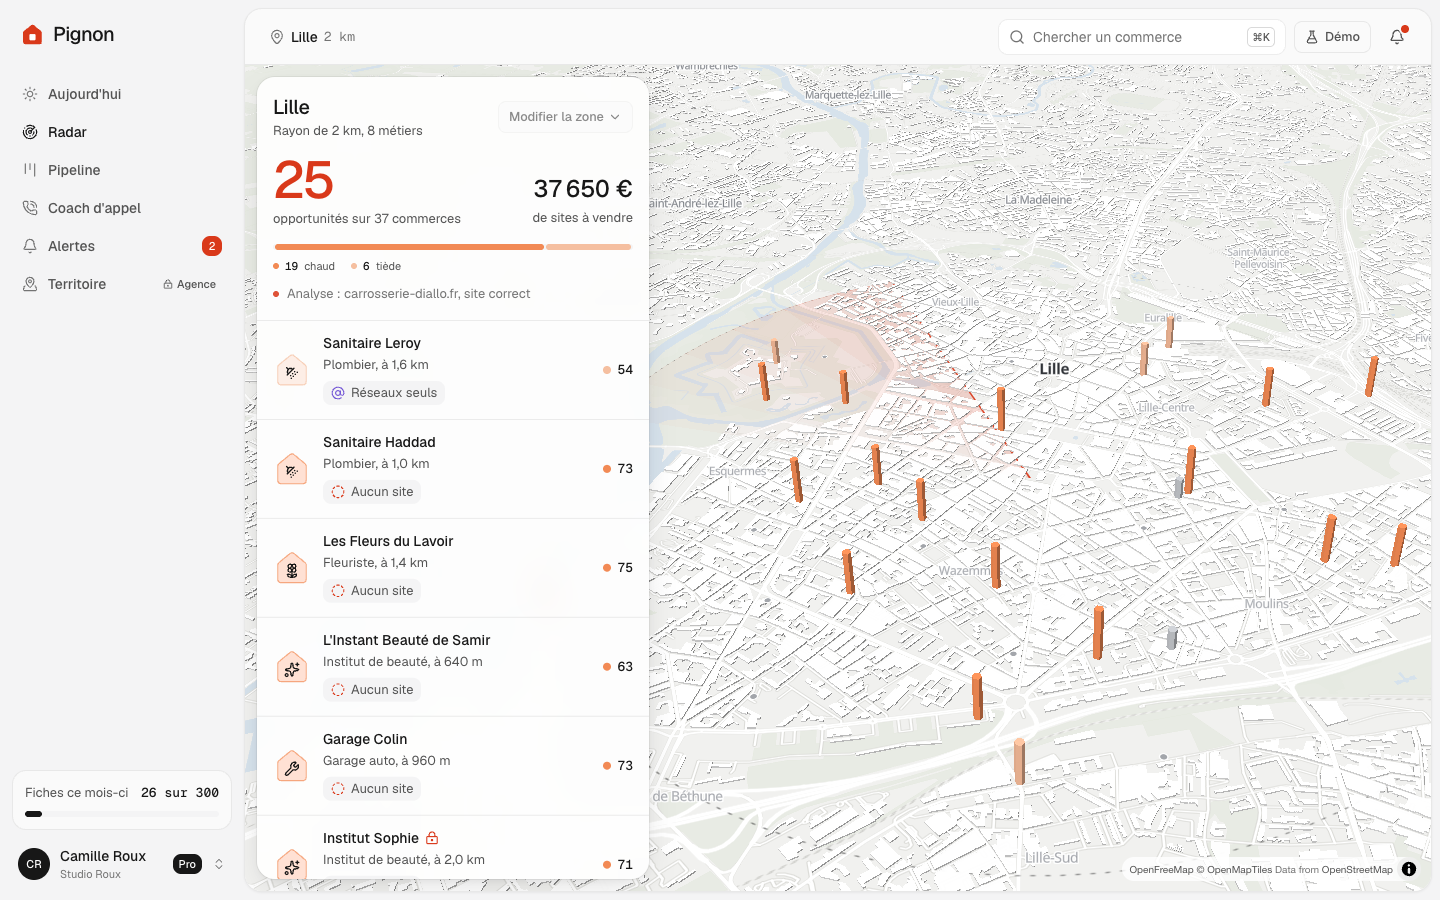 Pignon
Aujourd'hui
Radar
Pipeline
Coach d'appel
Alertes
2
Territoire
Agence
Fiches ce mois-ci
26 sur 300
CR
Camille Roux
Studio Roux
Pro
Lille
2 km
Chercher un commerce
⌘K
Démo
Lille
Rayon de 2 km, 8 métiers
Modifier la zone
25
opportunités sur 37 commerces
37 650 €
de sites à vendre
19 chaud
6 tiède
Analyse : carrosserie-diallo.fr, site correct
Sanitaire Leroy
Plombier, à 1,6 km
Réseaux seuls
54
Sanitaire Haddad
Plombier, à 1,0 km
Aucun site
73
Les Fleurs du Lavoir
Fleuriste, à 1,4 km
Aucun site
75
L'Instant Beauté de Samir
Institut de beauté, à 640 m
Aucun site
63
Garage Colin
Garage auto, à 960 m
Aucun site
73
Institut Sophie
Institut de beauté, à 2,0 km
71
Wambrechies
Marquette-lez-Lille
aint-André-lez-Lille
La Madeleine
Saint-Maurice
Pellevoisin
Vieux-Lille
Euralille
Five
Lille
Lille-Centre
Esquermes
Wazemm
Moulins
de Béthune
Lille-Sud
OpenFreeMap © OpenMapTiles Data from OpenStreetMap